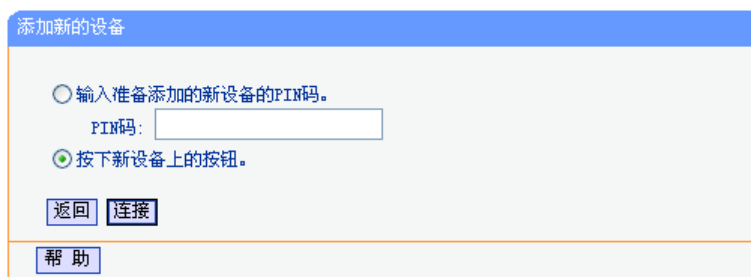 添加新的设备
输入准备添加的新设备的PIN码。
PIN码:
按下新设备上的按钮。
返回 连接
帮 助